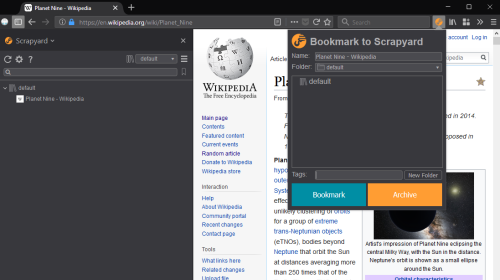 Planet Nine - Wikipedia
https://en.wikipedia.org/wiki/Planet_Nine
Search
Scrapyard
default
default
Planet Nine - Wikipedia
WIKIPEDIA
The Free Encyclopedia
Main page
Contents
Featured content
Current events
Random article
Donate to Wikipedia
Wikipedia store
Interaction
Help
About Wikipedia
Community portal
Recent changes
Contact page
Tools
What links here
Related changes
Upload file
account Log in
Bookmark to Scrapyard
Name: Planet Nine - Wikipedia
Folder: default
default
Tags:
New Folder
Bookmark
Archive
From
ed in 2014
oposed in
Plan
hypo
oute
Syst
effe
unlikely clustering of orbits
for a group of extreme
trans-Neptunian objects
(eTNOs), bodies beyond
Neptune that orbit the Sun
at distances averaging more
than 250 times that of the
Artist's impression of Planet Nine eclipsing the
central Milky Way, with the Sun in the distance.
Neptune's orbit is shown as a small ellipse
around the Sun.
Orbital characteristics